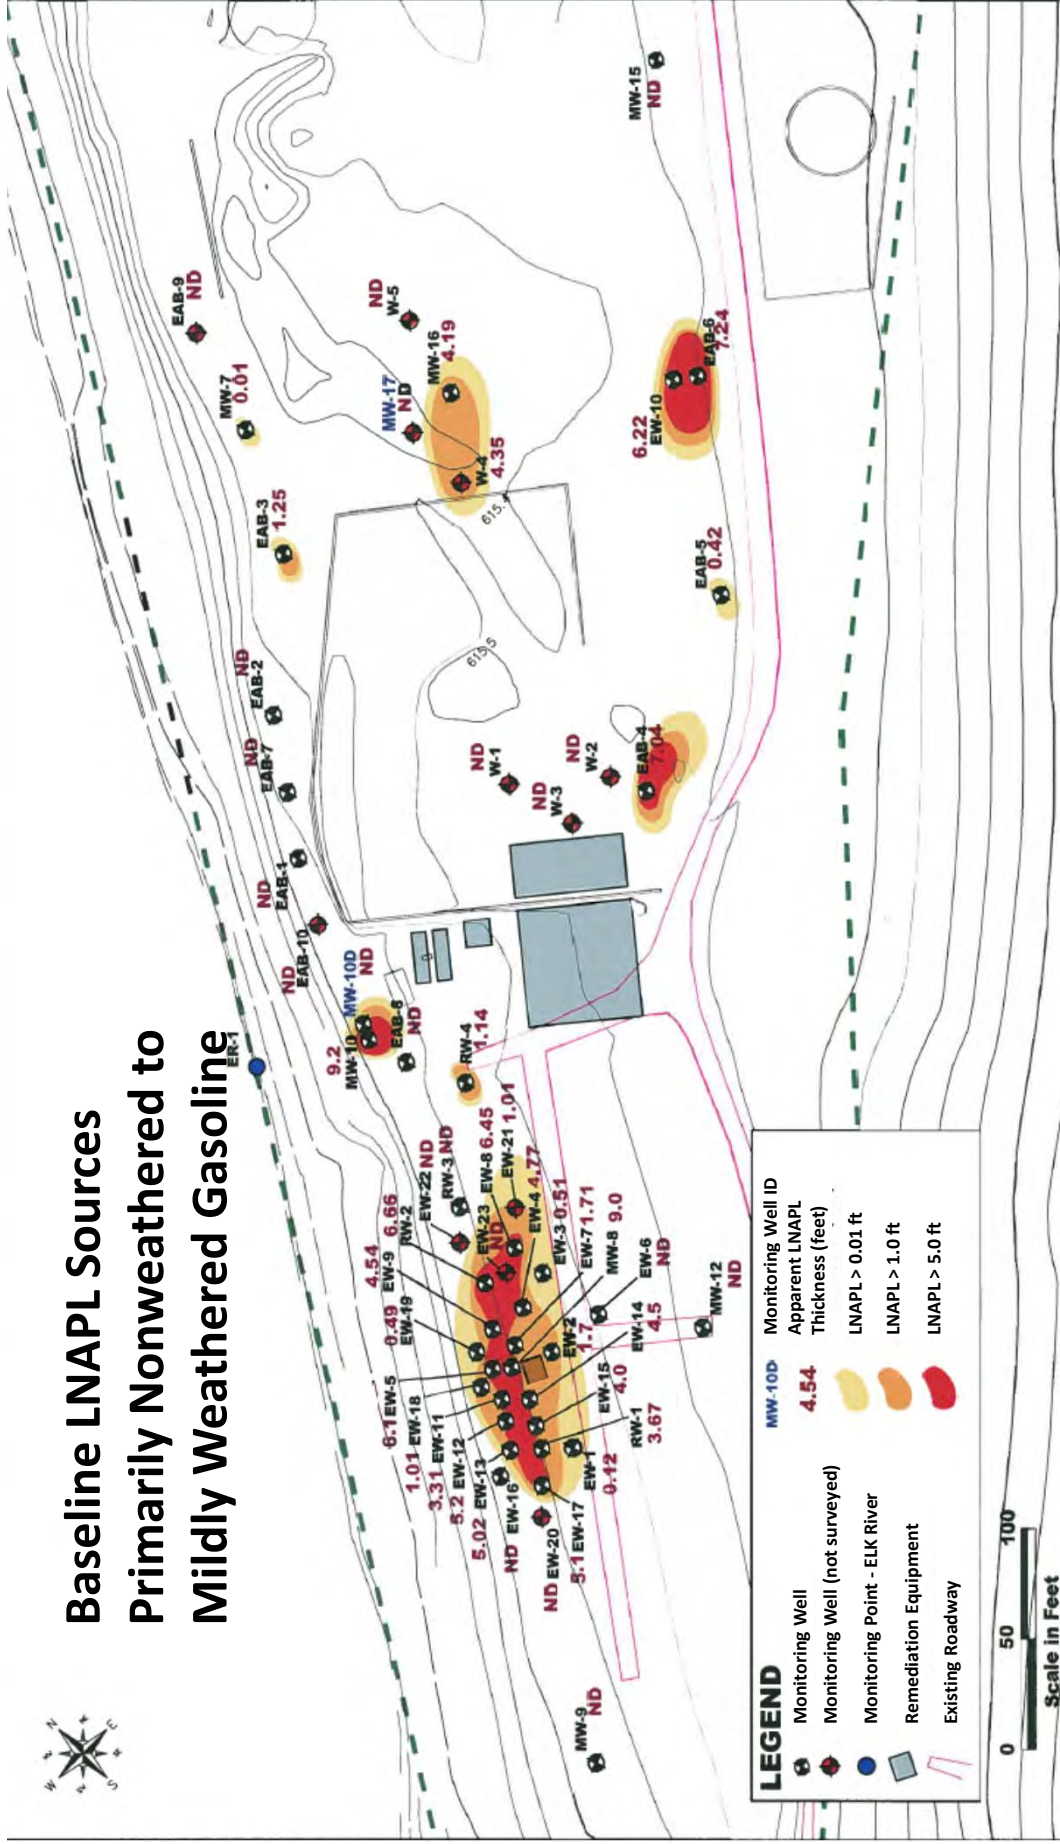 Baseline LNAPL Sources
Primarily Nonweathered to
Mildly Weathered Gasoline
N
E
S
W
ER-1
MW-9
ND
EW-20
ND
EW-17
5.1
EW-16
ND
EW-13
5.02
EW-12
5.2
EW-11
3.31
EW-18
1.01
EW-5
6.1
EW-19
0.49
EW-9
4.54
RW-2
6.66
EW-22
ND
RW-3
ND
EW-23
ND
EW-8
6.45
EW-21
1.01
EW-4
4.77
EW-3
0.51
EW-7
1.71
MW-8
9.0
EW-6
ND
EW-2
1.7
EW-14
4.5
EW-15
4.0
RW-1
3.67
EW-1
0.12
MW-12
ND
RW-4
1.14
EAB-8
ND
MW-10
9.2
MW-10D
ND
EAB-10
ND
EAB-1
ND
EAB-7
ND
EAB-2
ND
EAB-3
1.25
MW-7
0.01
EAB-9
ND
W-3
ND
W-1
ND
W-2
ND
EAB-4
7.04
EAB-5
0.42
615.5
615.
W-4
4.35
MW-17
ND
MW-16
4.19
W-5
ND
EW-10
6.22
EAB-6
7.24
MW-15
ND
LEGEND
Monitoring Well
Monitoring Well (not surveyed)
Monitoring Point - ELK River
Remediation Equipment
Existing Roadway
MW-10D
Monitoring Well ID
4.54
Apparent LNAPL
Thickness (feet)
LNAPL > 0.01 ft
LNAPL > 1.0 ft
LNAPL > 5.0 ft
0 50 100
Scale in Feet